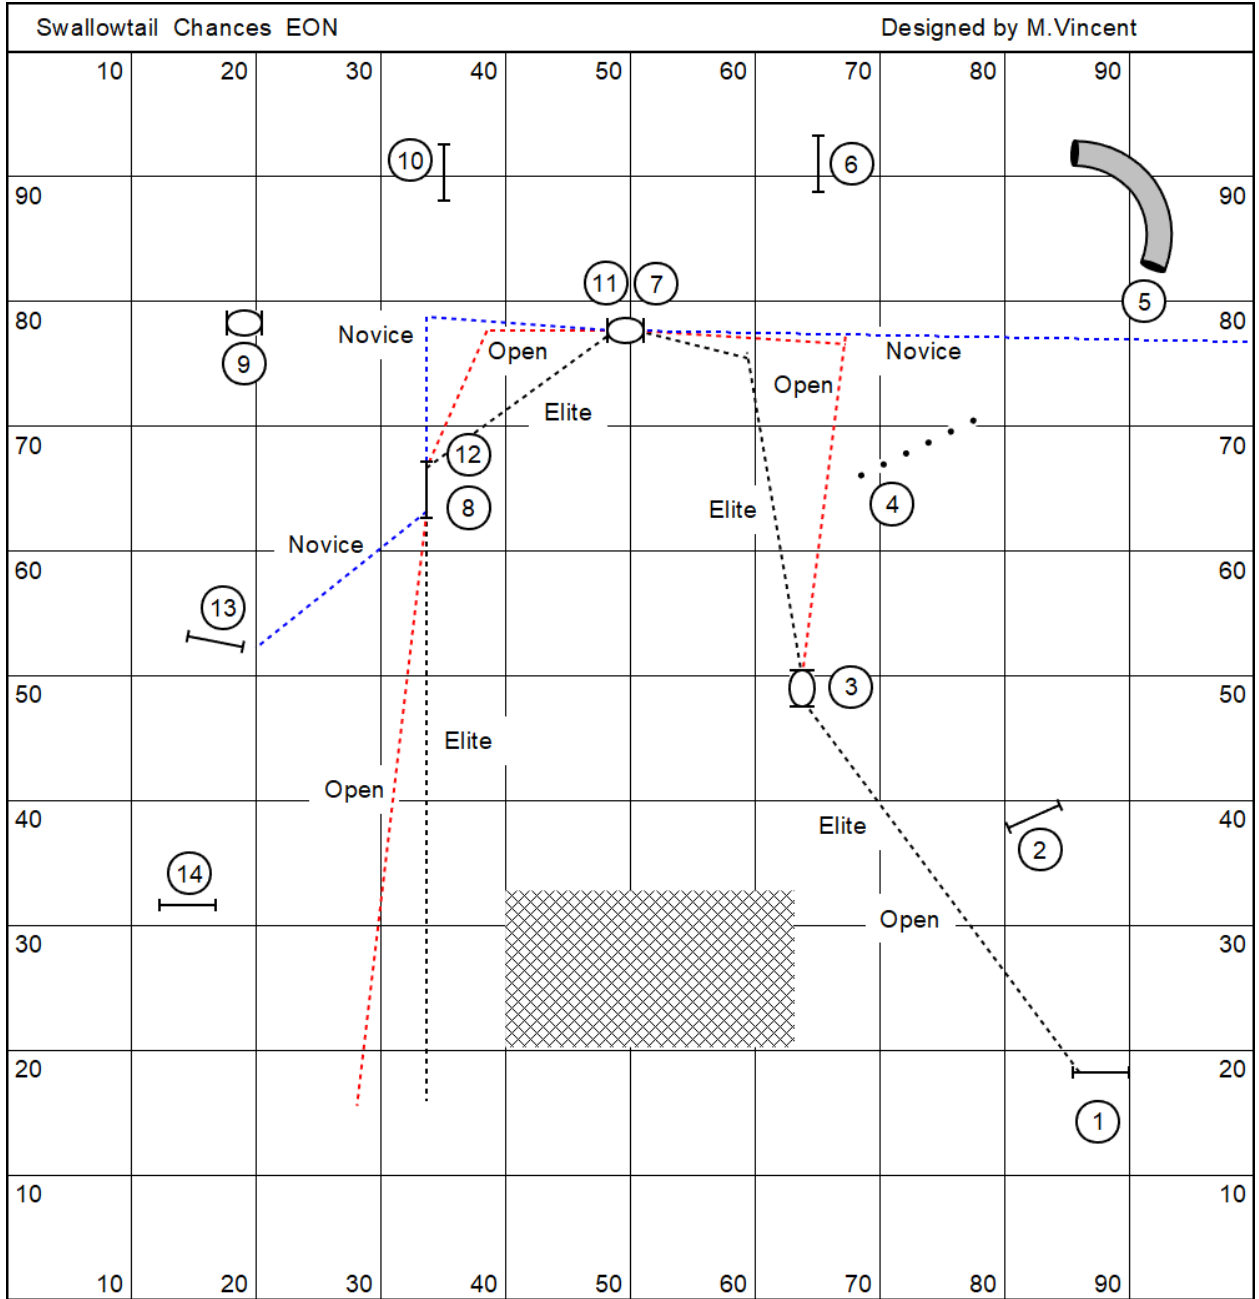 Swallowtail Chances EON Designed by M.Vincent
10 20 30 40 50 60 70 80 90
10 6
90 90
11 7
5
80 Novice 80
9 Open Novice
Open
Elite
70 12 70
4
Elite
8
Novice
60 60
13
50 3 50
Elite
Open
40 Elite 40
2
14
30 Open 30
20 20
1
10 10
10 20 30 40 50 60 70 80 90